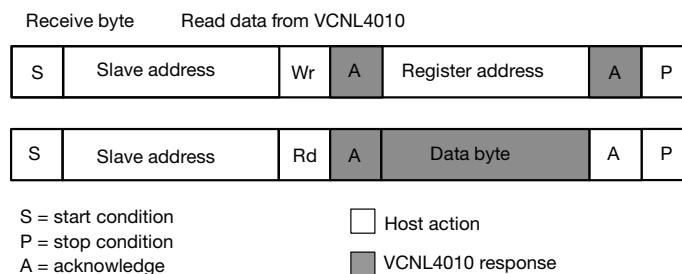 Receive byte Read data from VCNL4010
S Slave address Wr A Register address A P
S Slave address Rd A Data byte A P
S = start condition
P = stop condition
A = acknowledge
Host action
VCNL4010 response